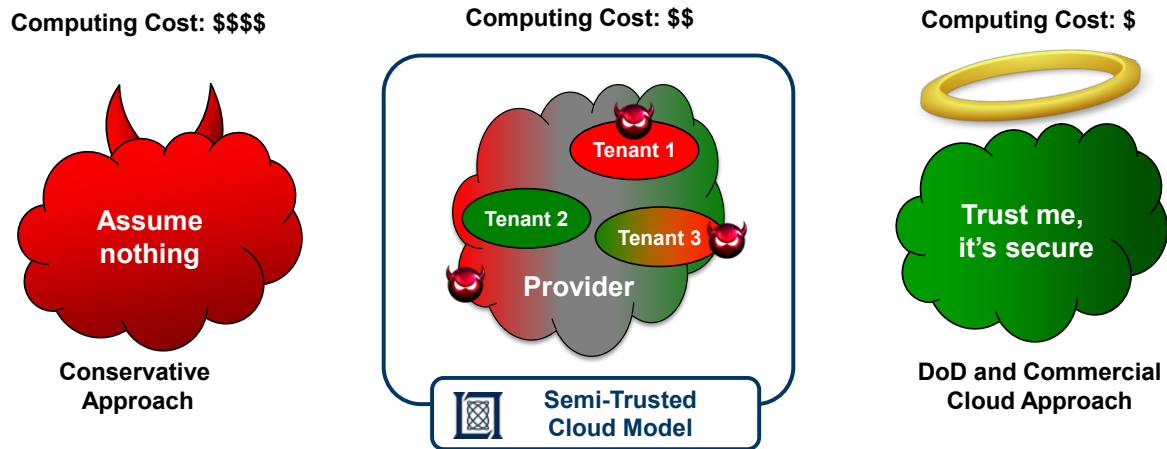 Computing Cost: $$$$
Computing Cost: $$
Computing Cost: $
Assume
nothing
Tenant 1
Tenant 2
Tenant 3
Provider
Trust me,
it's secure
Conservative
Approach
Semi-Trusted
Cloud Model
DoD and Commercial
Cloud Approach